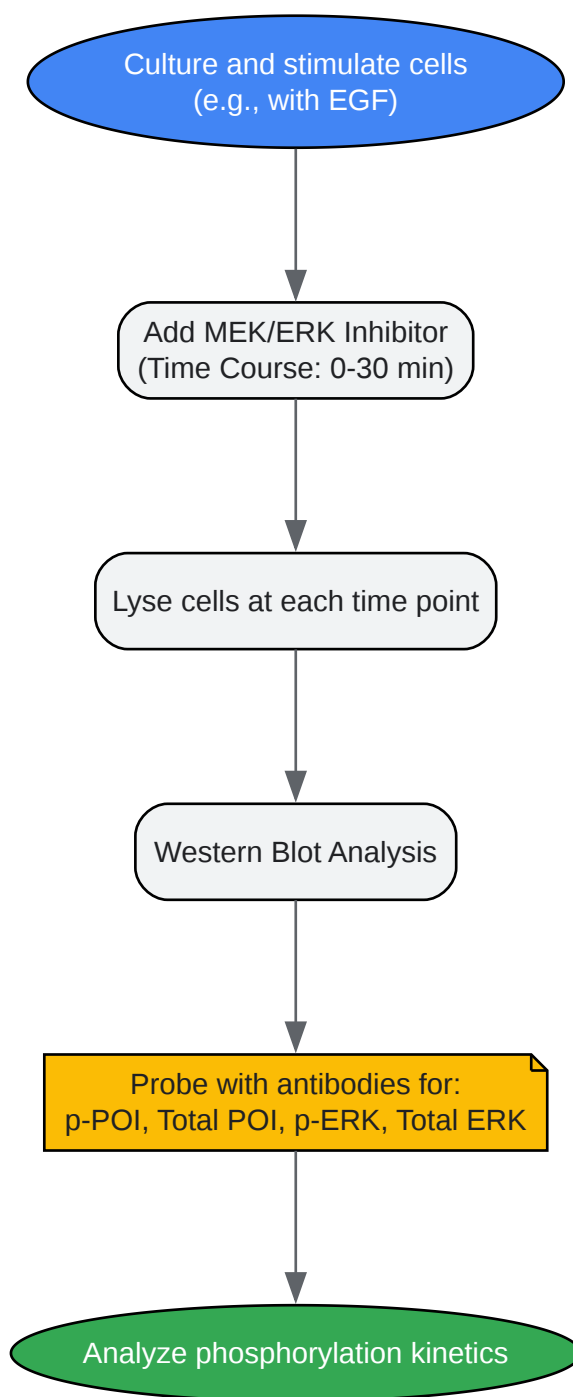 Culture and stimulate cells
(e.g., with EGF)
Add MEK/ERK Inhibitor
(Time Course: 0-30 min)
Lyse cells at each time point
Western Blot Analysis
Probe with antibodies for:
p-POI, Total POI, p-ERK, Total ERK
Analyze phosphorylation kinetics